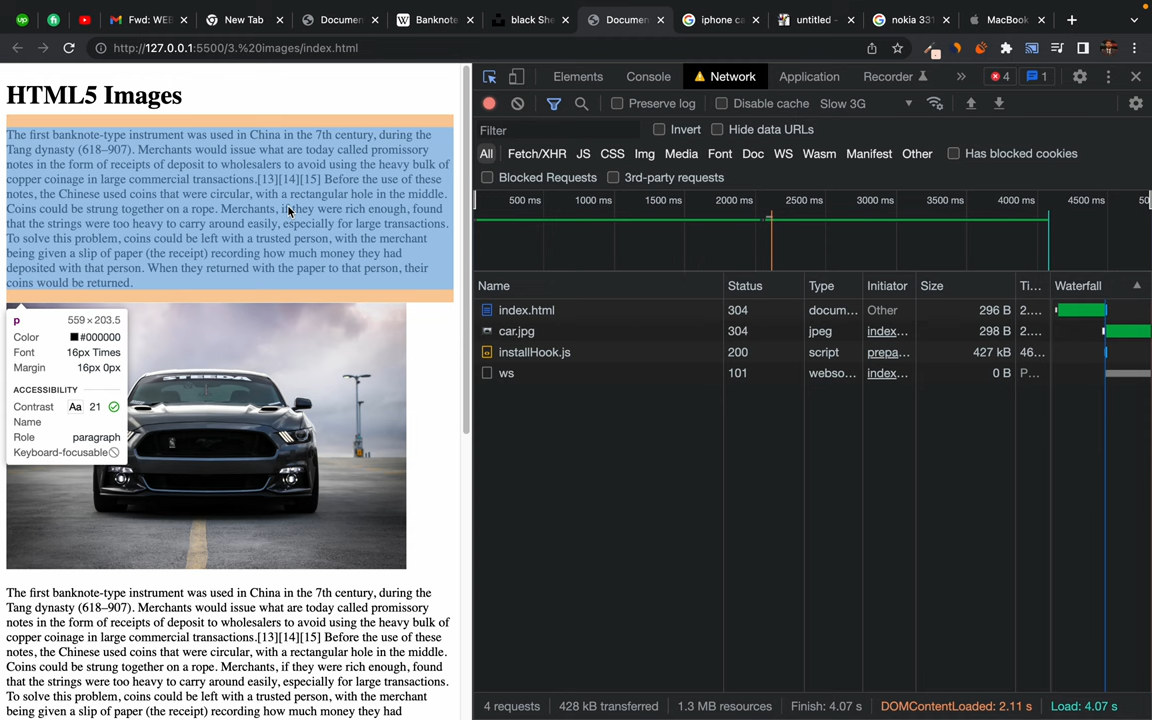 Fwd: WEB
New Tab
Documen
Banknote
black She
Documen
iphone ca
untitled -
nokia 331
MacBook
http://127.0.0.1:5500/3.%20images/index.html
HTML5 Images
The first banknote-type instrument was used in China in the 7th century, during the
Tang dynasty (618–907). Merchants would issue what are today called promissory
notes in the form of receipts of deposit to wholesalers to avoid using the heavy bulk of
copper coinage in large commercial transactions.[13][14][15] Before the use of these
notes, the Chinese used coins that were circular, with a rectangular hole in the middle.
Coins could be strung together on a rope. Merchants, if they were rich enough, found
that the strings were too heavy to carry around easily, especially for large transactions.
To solve this problem, coins could be left with a trusted person, with the merchant
being given a slip of paper (the receipt) recording how much money they had
deposited with that person. When they returned with the paper to that person, their
coins would be returned.
p 559 × 203.5
Color #000000
Font 16px Times
Margin 16px 0px
ACCESSIBILITY
Contrast Aa 21
Name
Role paragraph
Keyboard-focusable
STEEDA
The first banknote-type instrument was used in China in the 7th century, during the
Tang dynasty (618–907). Merchants would issue what are today called promissory
notes in the form of receipts of deposit to wholesalers to avoid using the heavy bulk of
copper coinage in large commercial transactions.[13][14][15] Before the use of these
notes, the Chinese used coins that were circular, with a rectangular hole in the middle.
Coins could be strung together on a rope. Merchants, if they were rich enough, found
that the strings were too heavy to carry around easily, especially for large transactions.
To solve this problem, coins could be left with a trusted person, with the merchant
being given a slip of paper (the receipt) recording how much money they had
Elements Console Network Application Recorder » 4 1
Preserve log Disable cache Slow 3G
Filter Invert Hide data URLs
All Fetch/XHR JS CSS Img Media Font Doc WS Wasm Manifest Other Has blocked cookies
Blocked Requests 3rd-party requests
500 ms 1000 ms 1500 ms 2000 ms 2500 ms 3000 ms 3500 ms 4000 ms 4500 ms 50
Name Status Type Initiator Size Ti... Waterfall
index.html 304 docum... Other 296 B 2....
car.jpg 304 jpeg index... 298 B 2....
installHook.js 200 script prepa... 427 kB 46...
ws 101 webso... index... 0 B P...
4 requests 428 kB transferred 1.3 MB resources Finish: 4.07 s DOMContentLoaded: 2.11 s Load: 4.07 s